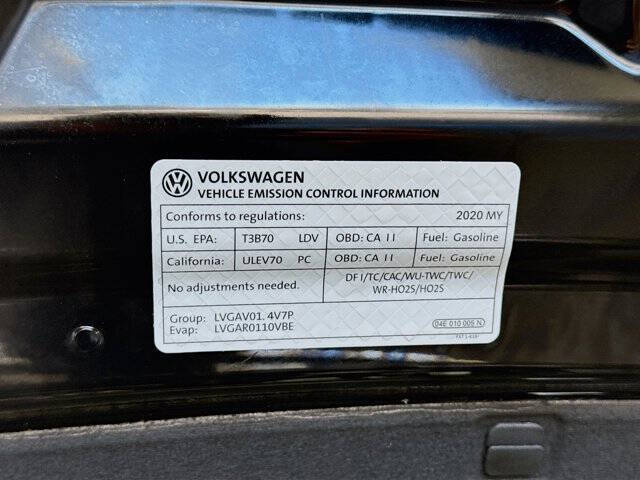 VOLKSWAGEN
VEHICLE EMISSION CONTROL INFORMATION
Conforms to regulations: 2020 MY
U.S. EPA: T3B70 LDV OBD: CA II Fuel: Gasoline
California: ULEV70 PC OBD: CA II Fuel: Gasoline
No adjustments needed. DFI/TC/CAC/WU-TWC/TWC/
WR-HO2S/HO2S
Group: LVGAV01.4V7P
Evap: LVGAR0110VBE
04E 010 005 N